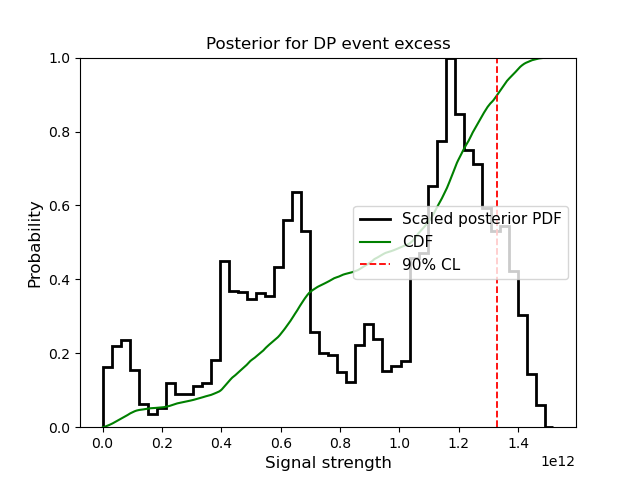 Posterior for DP event excess
1.0
0.8
0.6
0.4
0.2
0.0
Probability
Scaled posterior PDF
CDF
90% CL
0.0 0.2 0.4 0.6 0.8 1.0 1.2 1.4
1e12
Signal strength